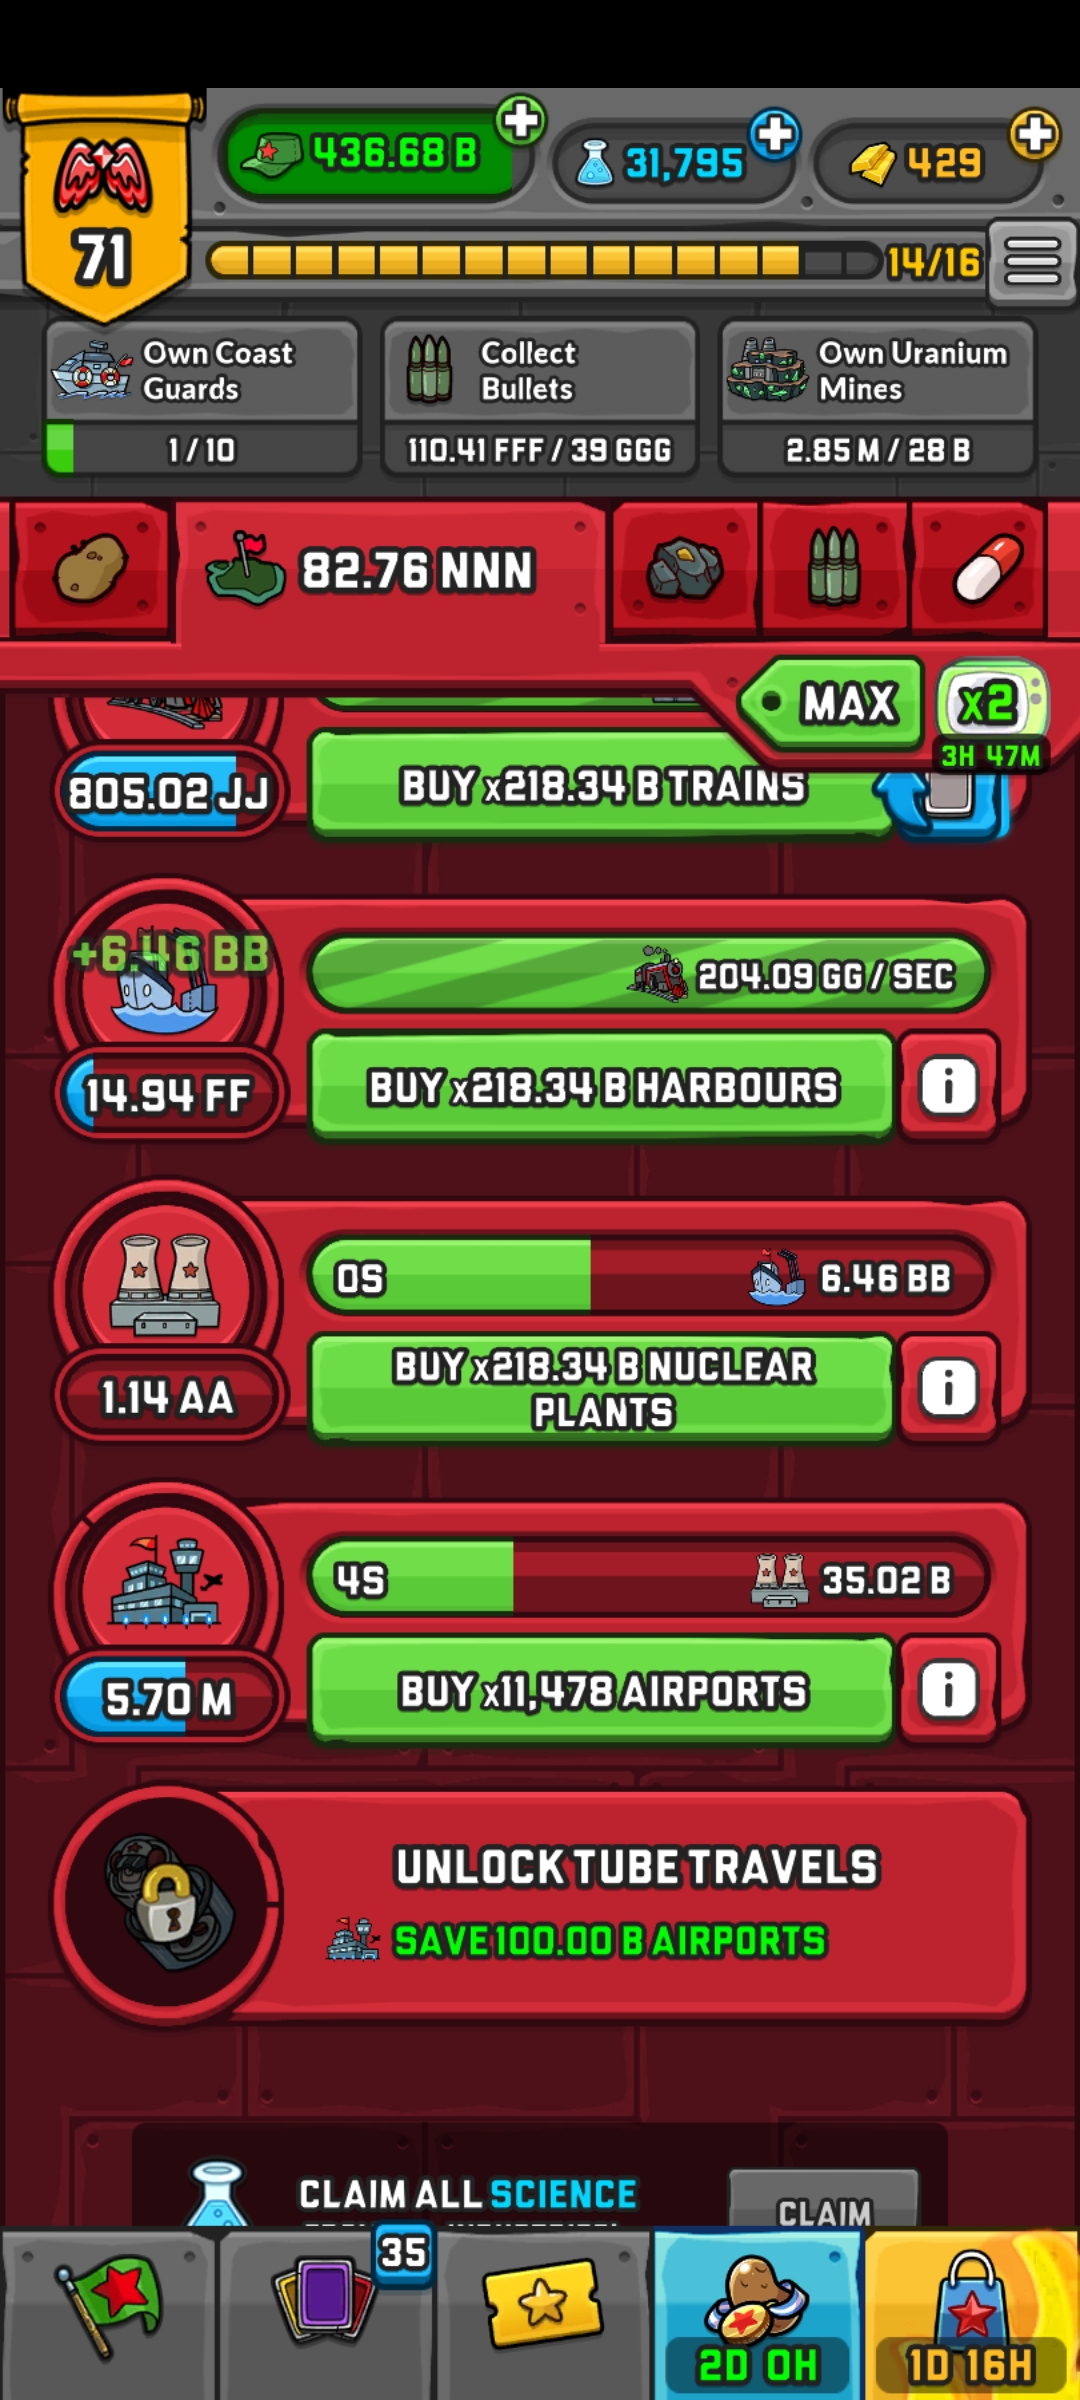 436.68 B
31,795
429
71
14/16
Own Coast
Guards
1/10
Collect
Bullets
110.41 FFF/39 GGG
Own Uranium
Mines
2.85 M/28 B
82.76 NNN
MAX
x2
3H 47M
805.02 JJ
BUY x218.34 B TRAINS
+6.46 BB
204.09 GG/SEC
14.94 FF
BUY x218.34 B HARBOURS
i
0S
6.46 BB
1.14 AA
BUY x218.34 B NUCLEAR
PLANTS
i
4S
35.02 B
5.70 M
BUY x11,478 AIRPORTS
i
UNLOCK TUBE TRAVELS
SAVE 100.00 B AIRPORTS
CLAIM ALL SCIENCE
CLAIM
35
2D 0H
1D 16H